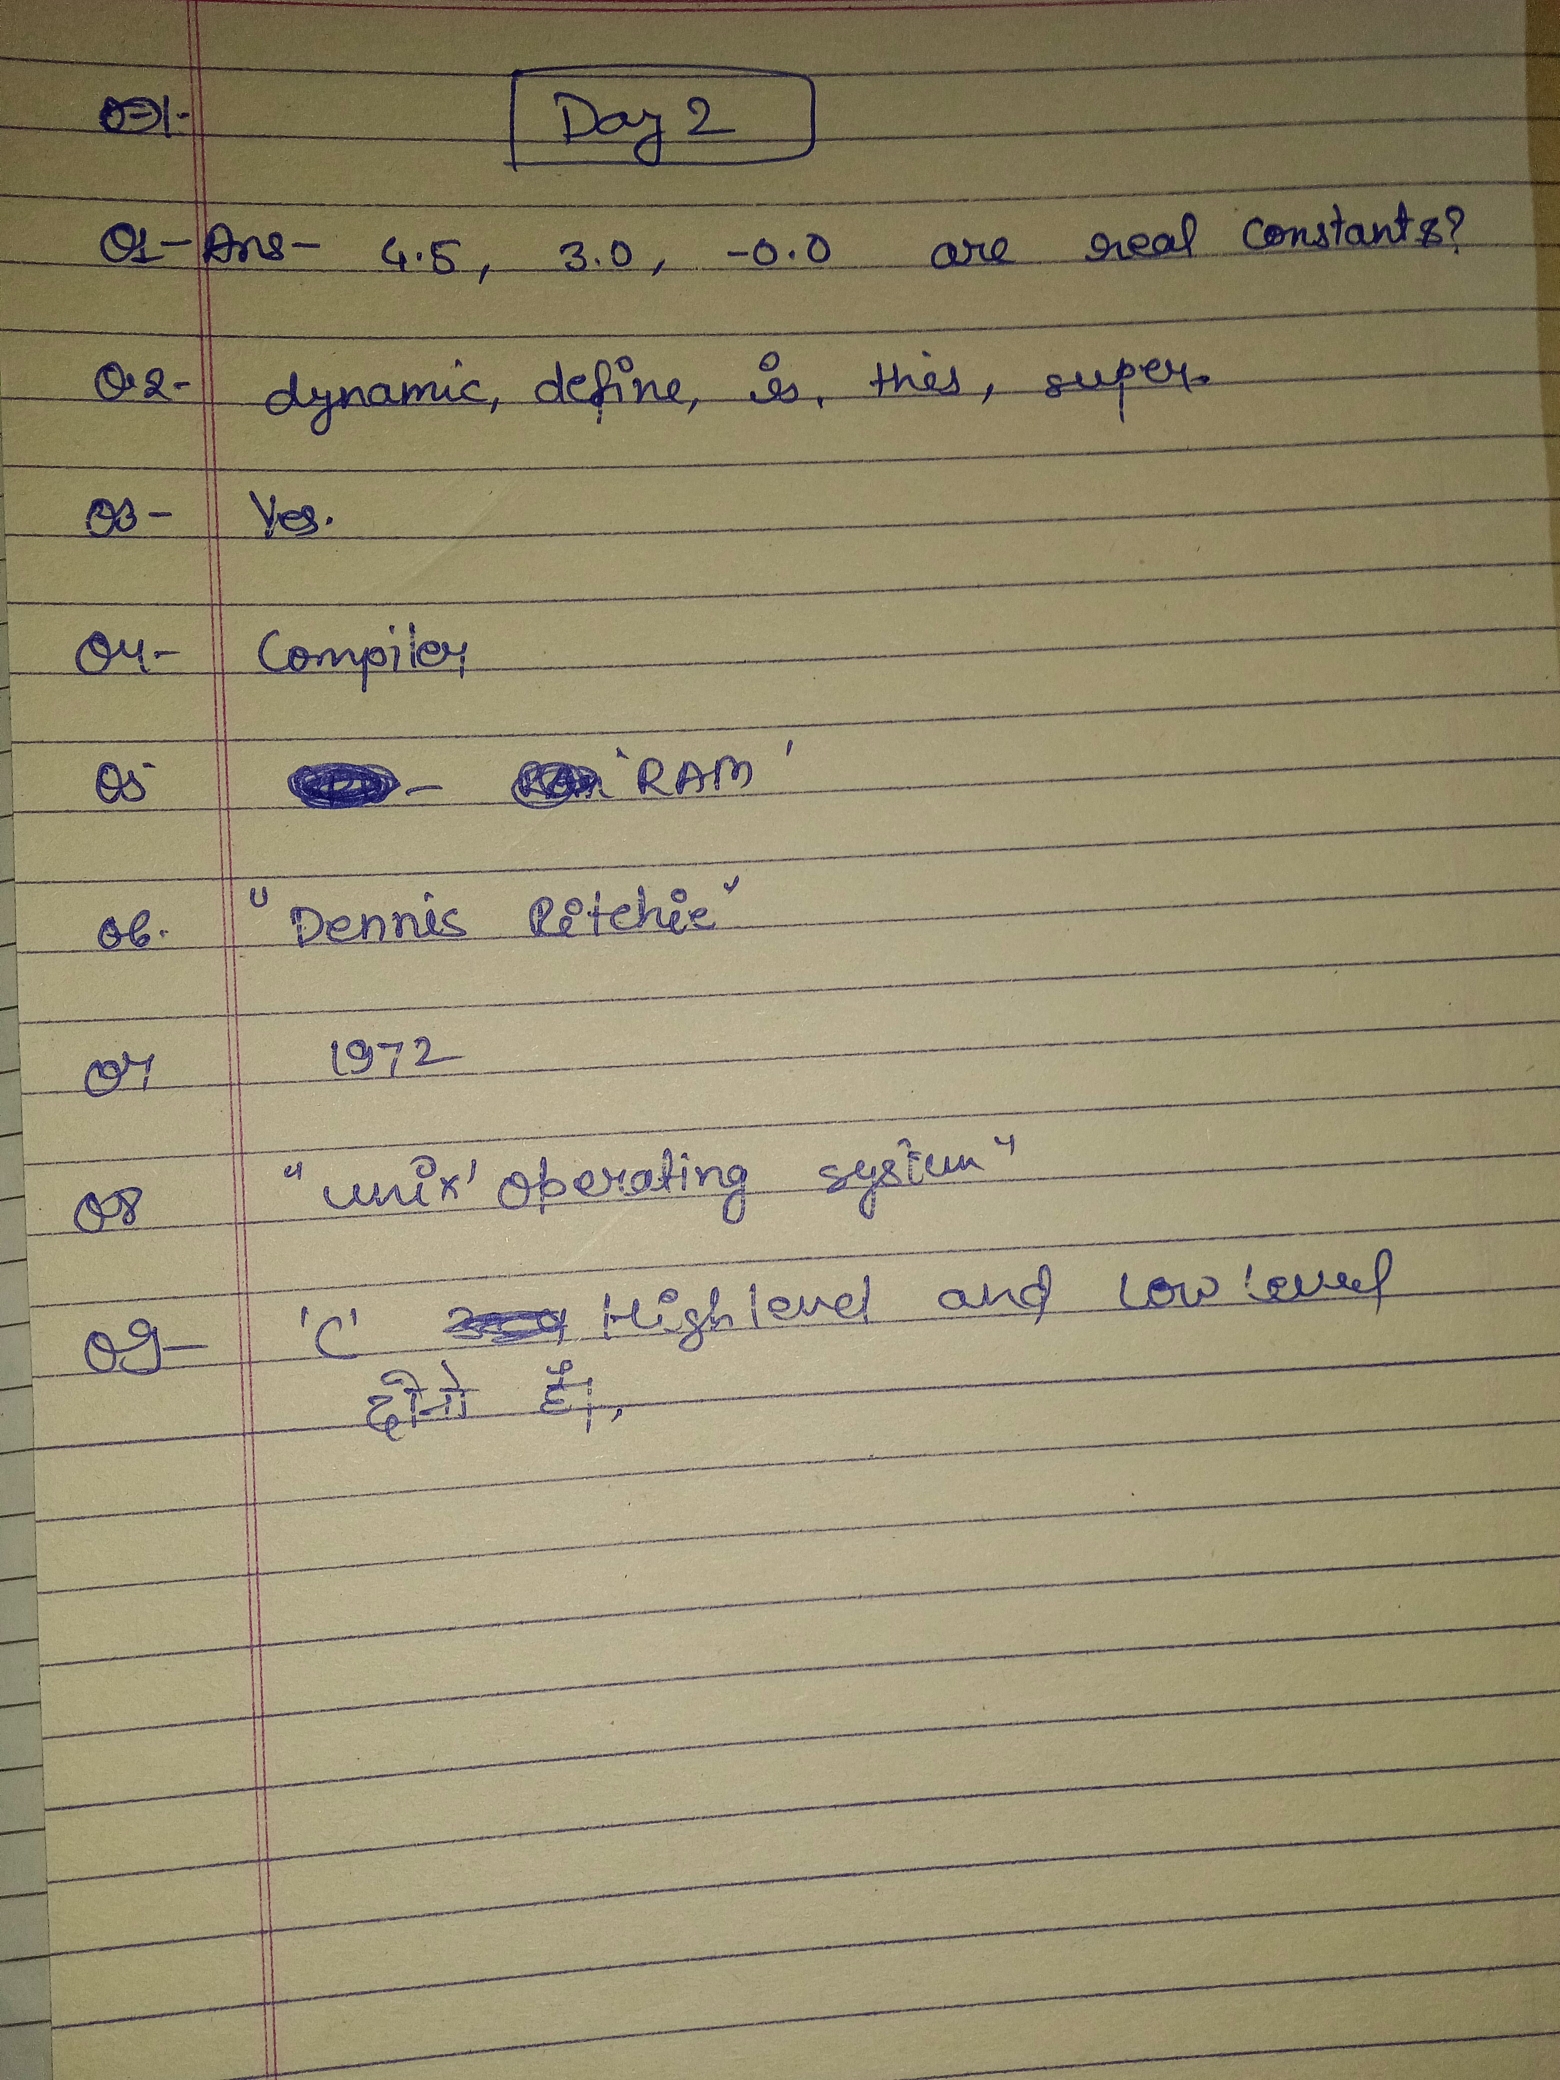 Day 2
Q1- Ans- 4.5, 3.0, -0.0 are real constants?
Q.2- dynamic, define, is, this, super.
Q3- Yes.
Q4- Compiler
Q5 - 'RAM'
Q6. "Dennis Ritchie"
Q7 1972
Q8 "unix' operating system"
Q9- 'C' High level and low level
दोनो है।,